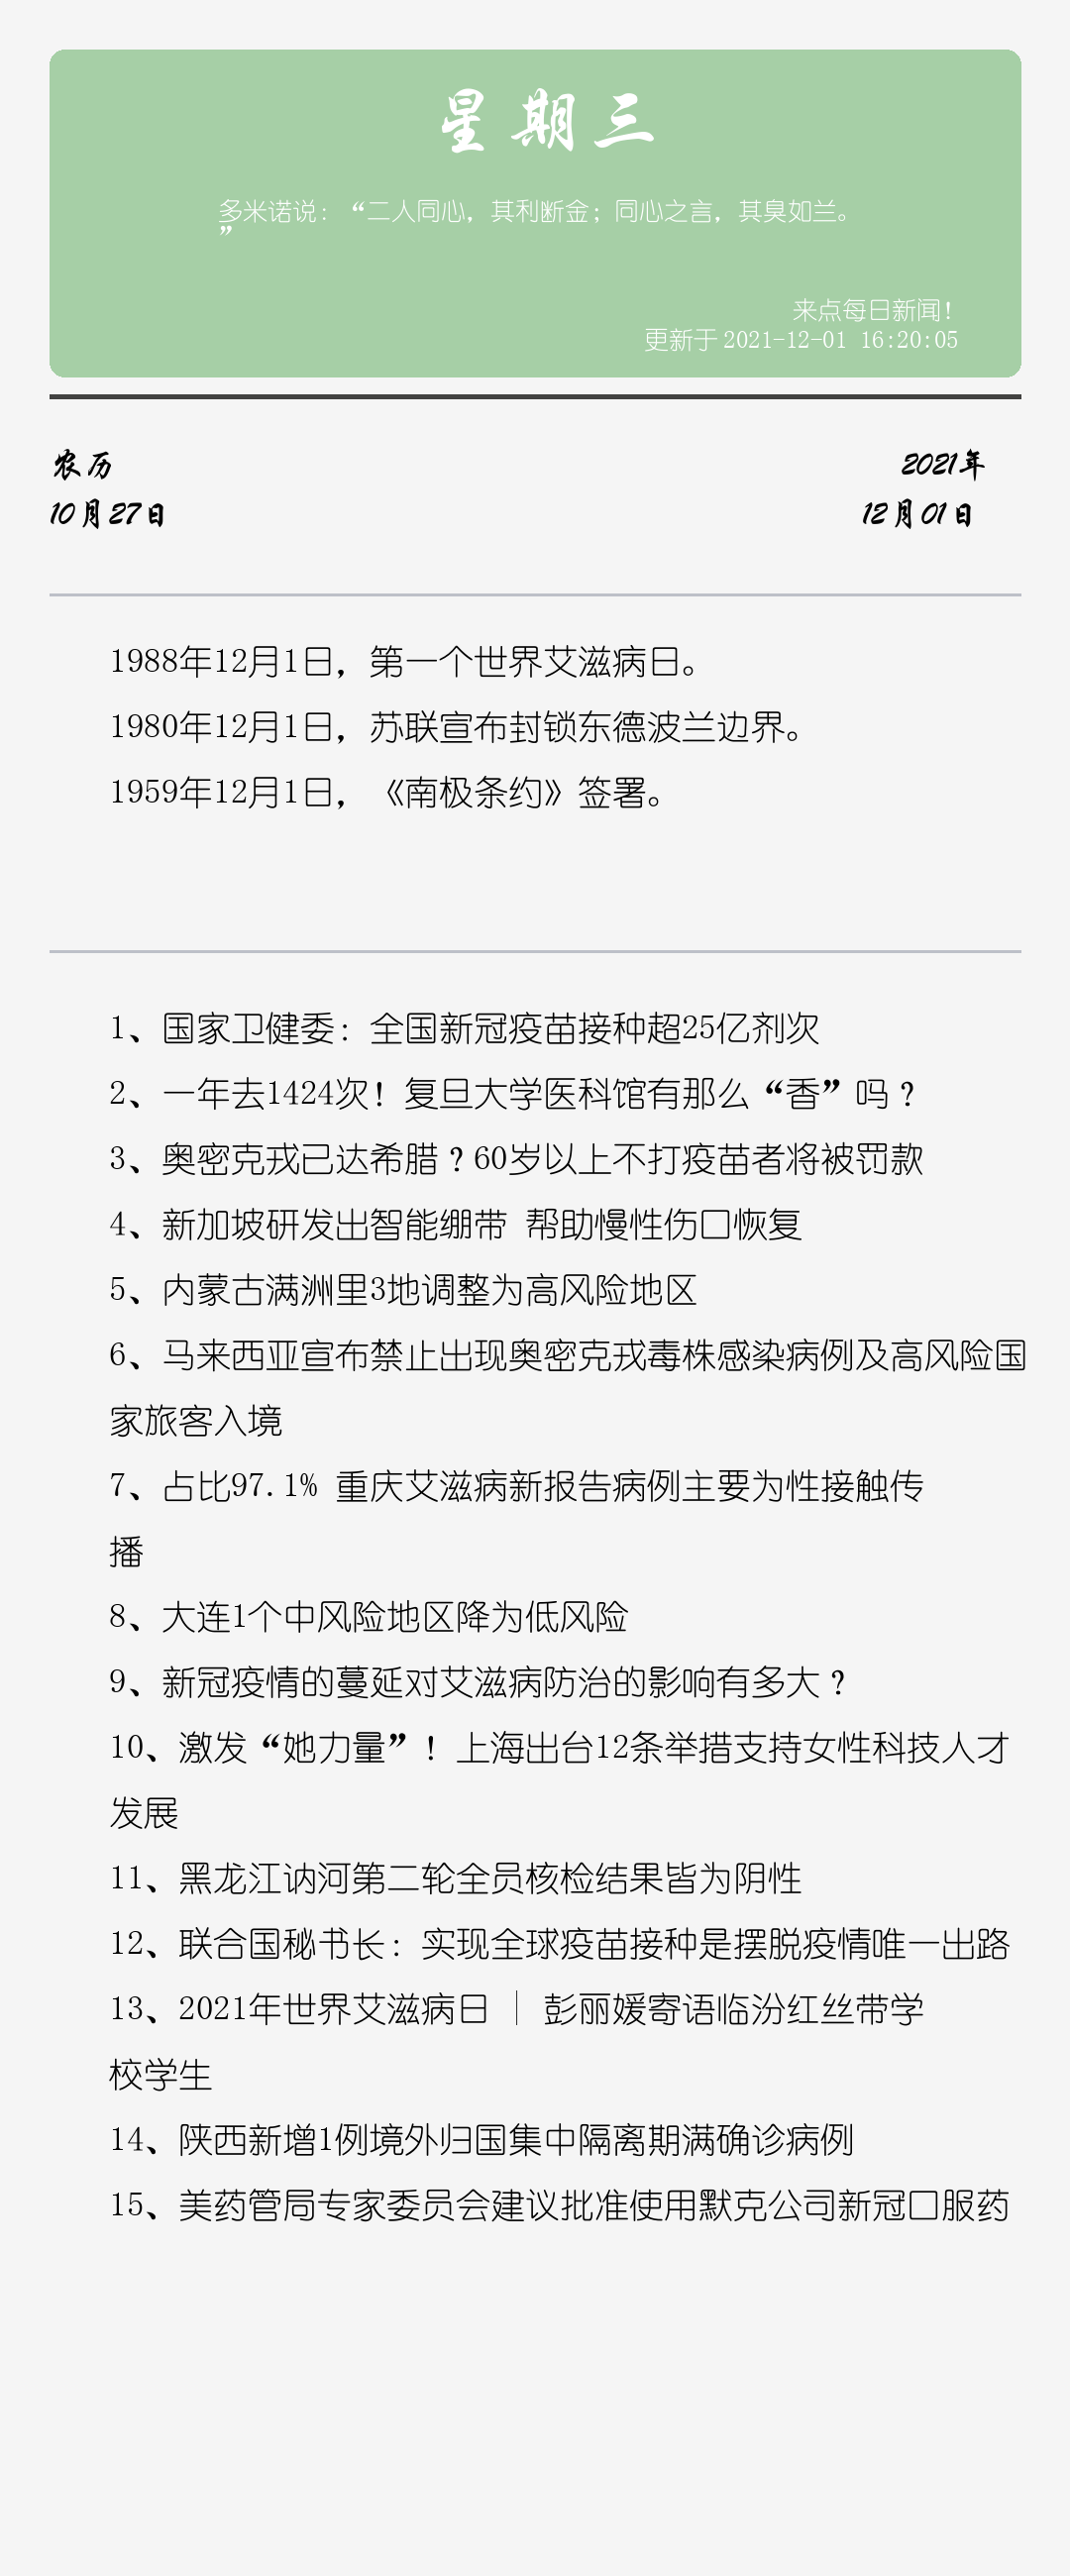 星期三
多米诺说：“二人同心，其利断金；同心之言，其臭如兰。
”
来点每日新闻！
更新于 2021-12-01 16:20:05
农历
2021年
10月27日
12月01日
1988年12月1日，第一个世界艾滋病日。
1980年12月1日，苏联宣布封锁东德波兰边界。
1959年12月1日，《南极条约》签署。
1、国家卫健委：全国新冠疫苗接种超25亿剂次
2、一年去1424次！复旦大学医科馆有那么“香”吗？
3、奥密克戎已达希腊？60岁以上不打疫苗者将被罚款
4、新加坡研发出智能绷带 帮助慢性伤口恢复
5、内蒙古满洲里3地调整为高风险地区
6、马来西亚宣布禁止出现奥密克戎毒株感染病例及高风险国
家旅客入境
7、占比97.1% 重庆艾滋病新报告病例主要为性接触传
播
8、大连1个中风险地区降为低风险
9、新冠疫情的蔓延对艾滋病防治的影响有多大？
10、激发“她力量”！上海出台12条举措支持女性科技人才
发展
11、黑龙江讷河第二轮全员核检结果皆为阴性
12、联合国秘书长：实现全球疫苗接种是摆脱疫情唯一出路
13、2021年世界艾滋病日 | 彭丽媛寄语临汾红丝带学
校学生
14、陕西新增1例境外归国集中隔离期满确诊病例
15、美药管局专家委员会建议批准使用默克公司新冠口服药